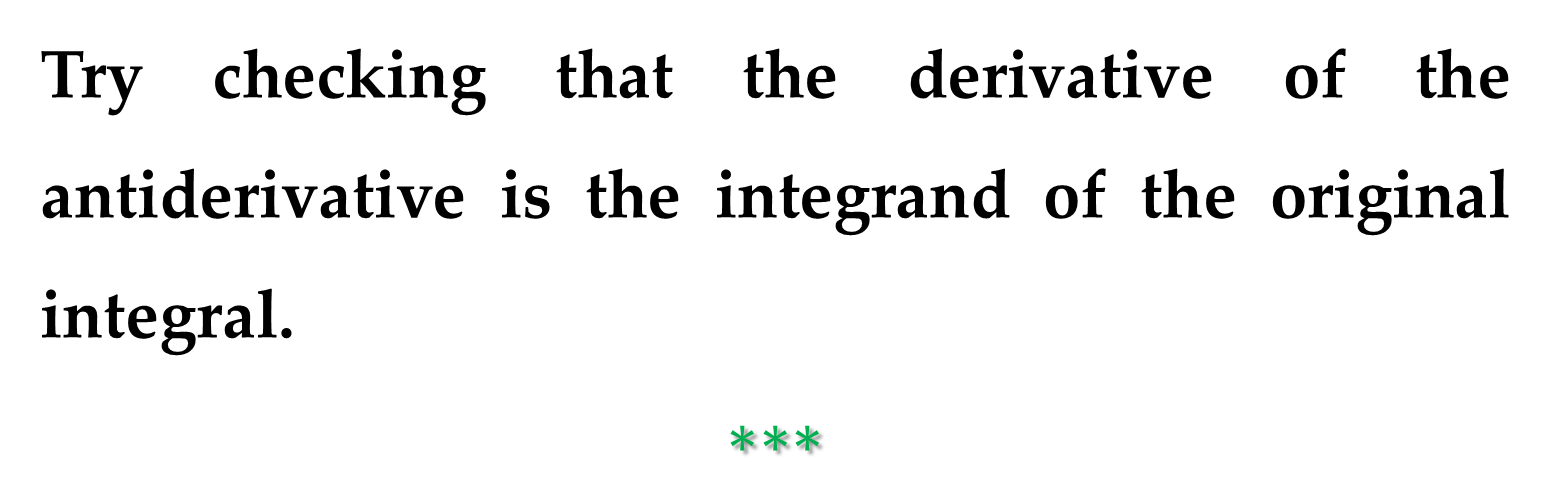 Try checking that the derivative of the
antiderivative is the integrand of the original
integral.
***